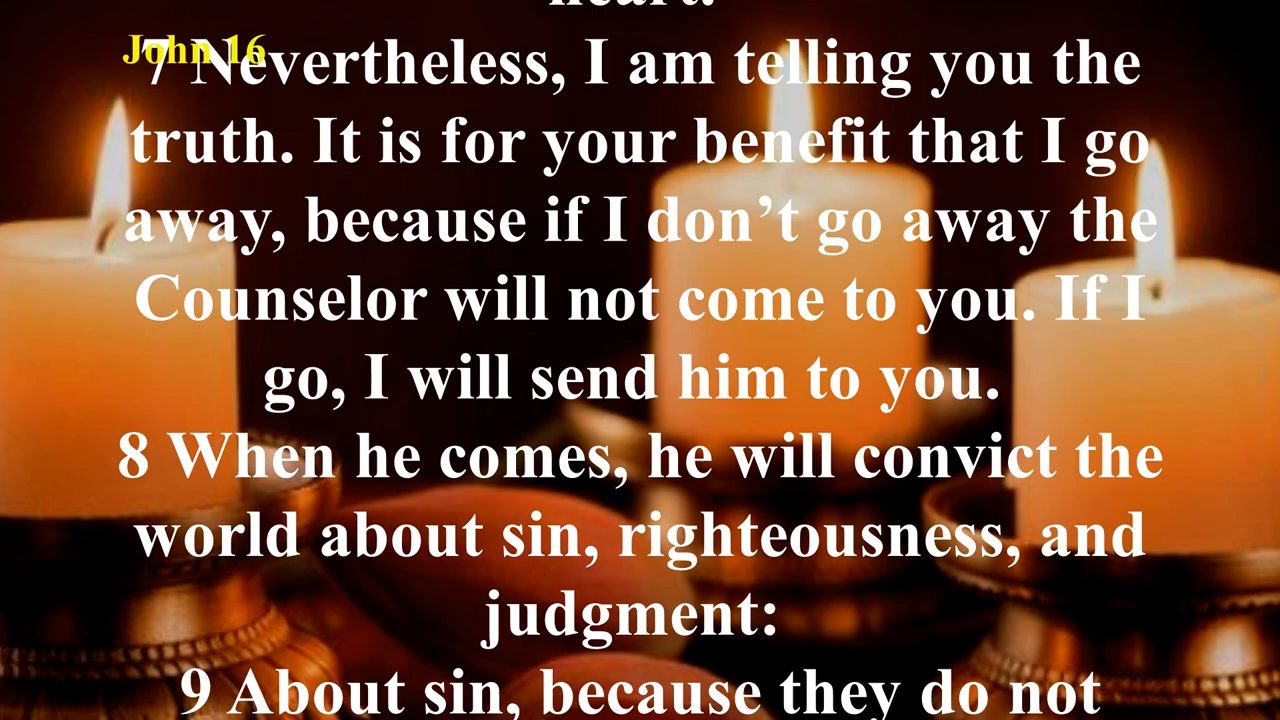 heart.
John 16
7 Nevertheless, I am telling you the
truth. It is for your benefit that I go
away, because if I don’t go away the
Counselor will not come to you. If I
go, I will send him to you.
8 When he comes, he will convict the
world about sin, righteousness, and
judgment:
9 About sin, because they do not